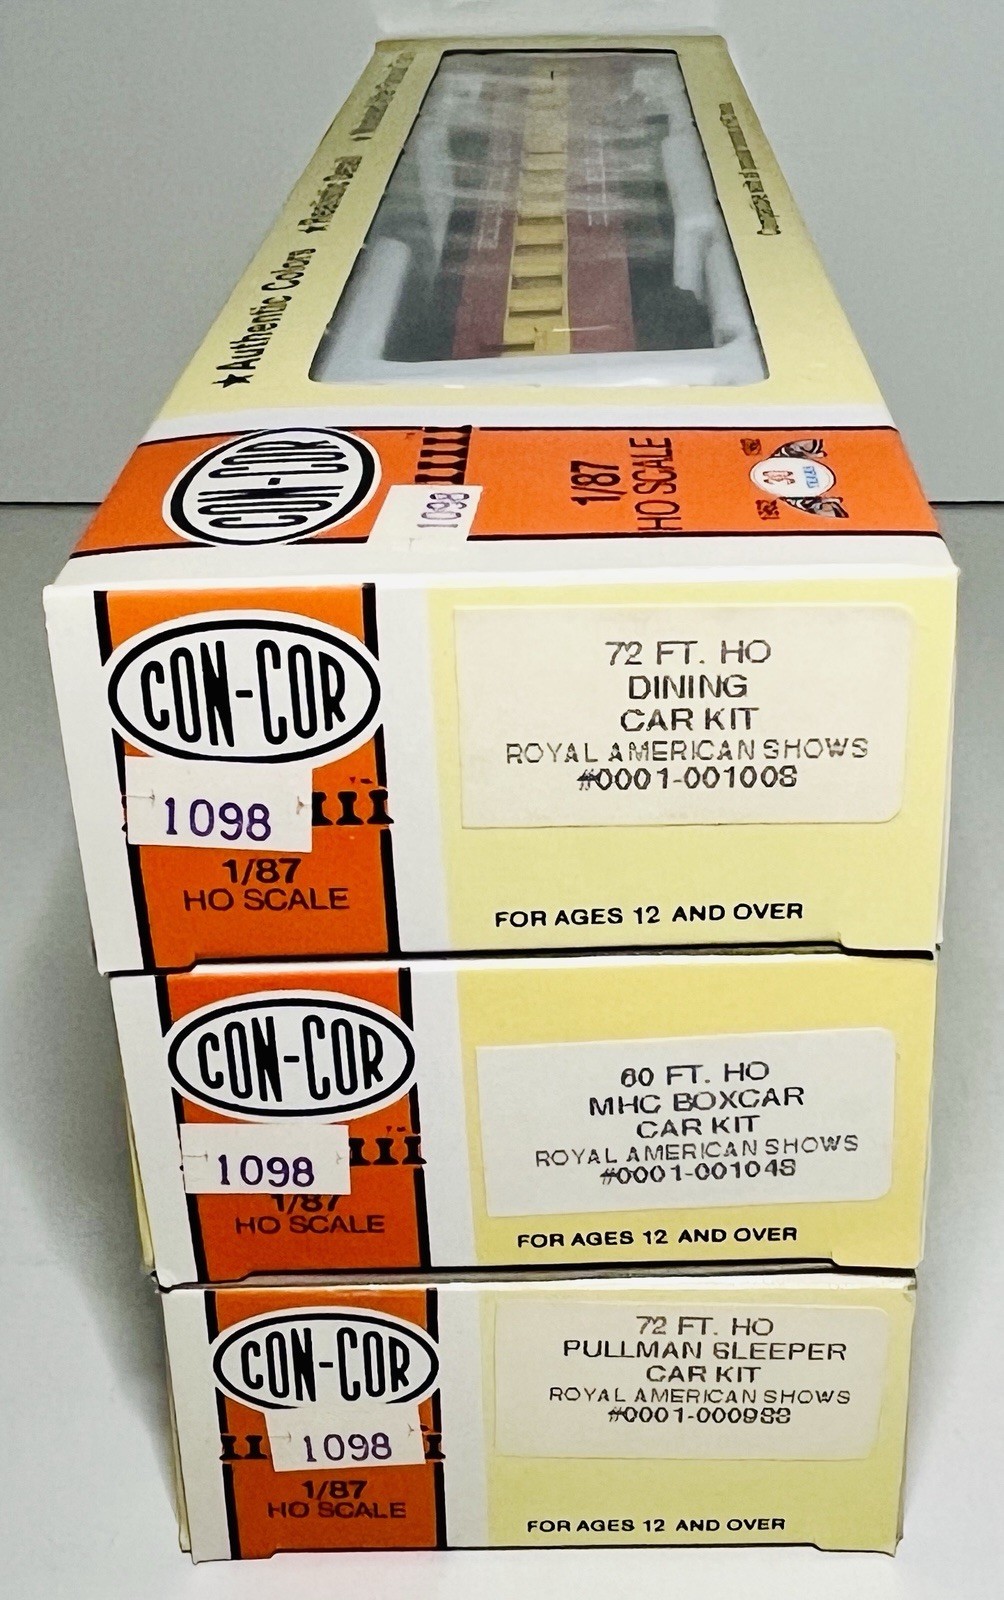 ★Authentic Colors ★Realistic Detail
CON-COR
1098
1/87
HO SCALE
30
YEARS
CON-COR
1098
1/87
HO SCALE
72 FT. HO
DINING
CAR KIT
ROYAL AMERICAN SHOWS
#0001-001008
FOR AGES 12 AND OVER
CON-COR
1098
1/87
HO SCALE
60 FT. HO
MHC BOXCAR
CAR KIT
ROYAL AMERICAN SHOWS
#0001-001048
FOR AGES 12 AND OVER
CON-COR
1098
1/87
HO SCALE
72 FT. HO
PULLMAN SLEEPER
CAR KIT
ROYAL AMERICAN SHOWS
#0001-000988
FOR AGES 12 AND OVER